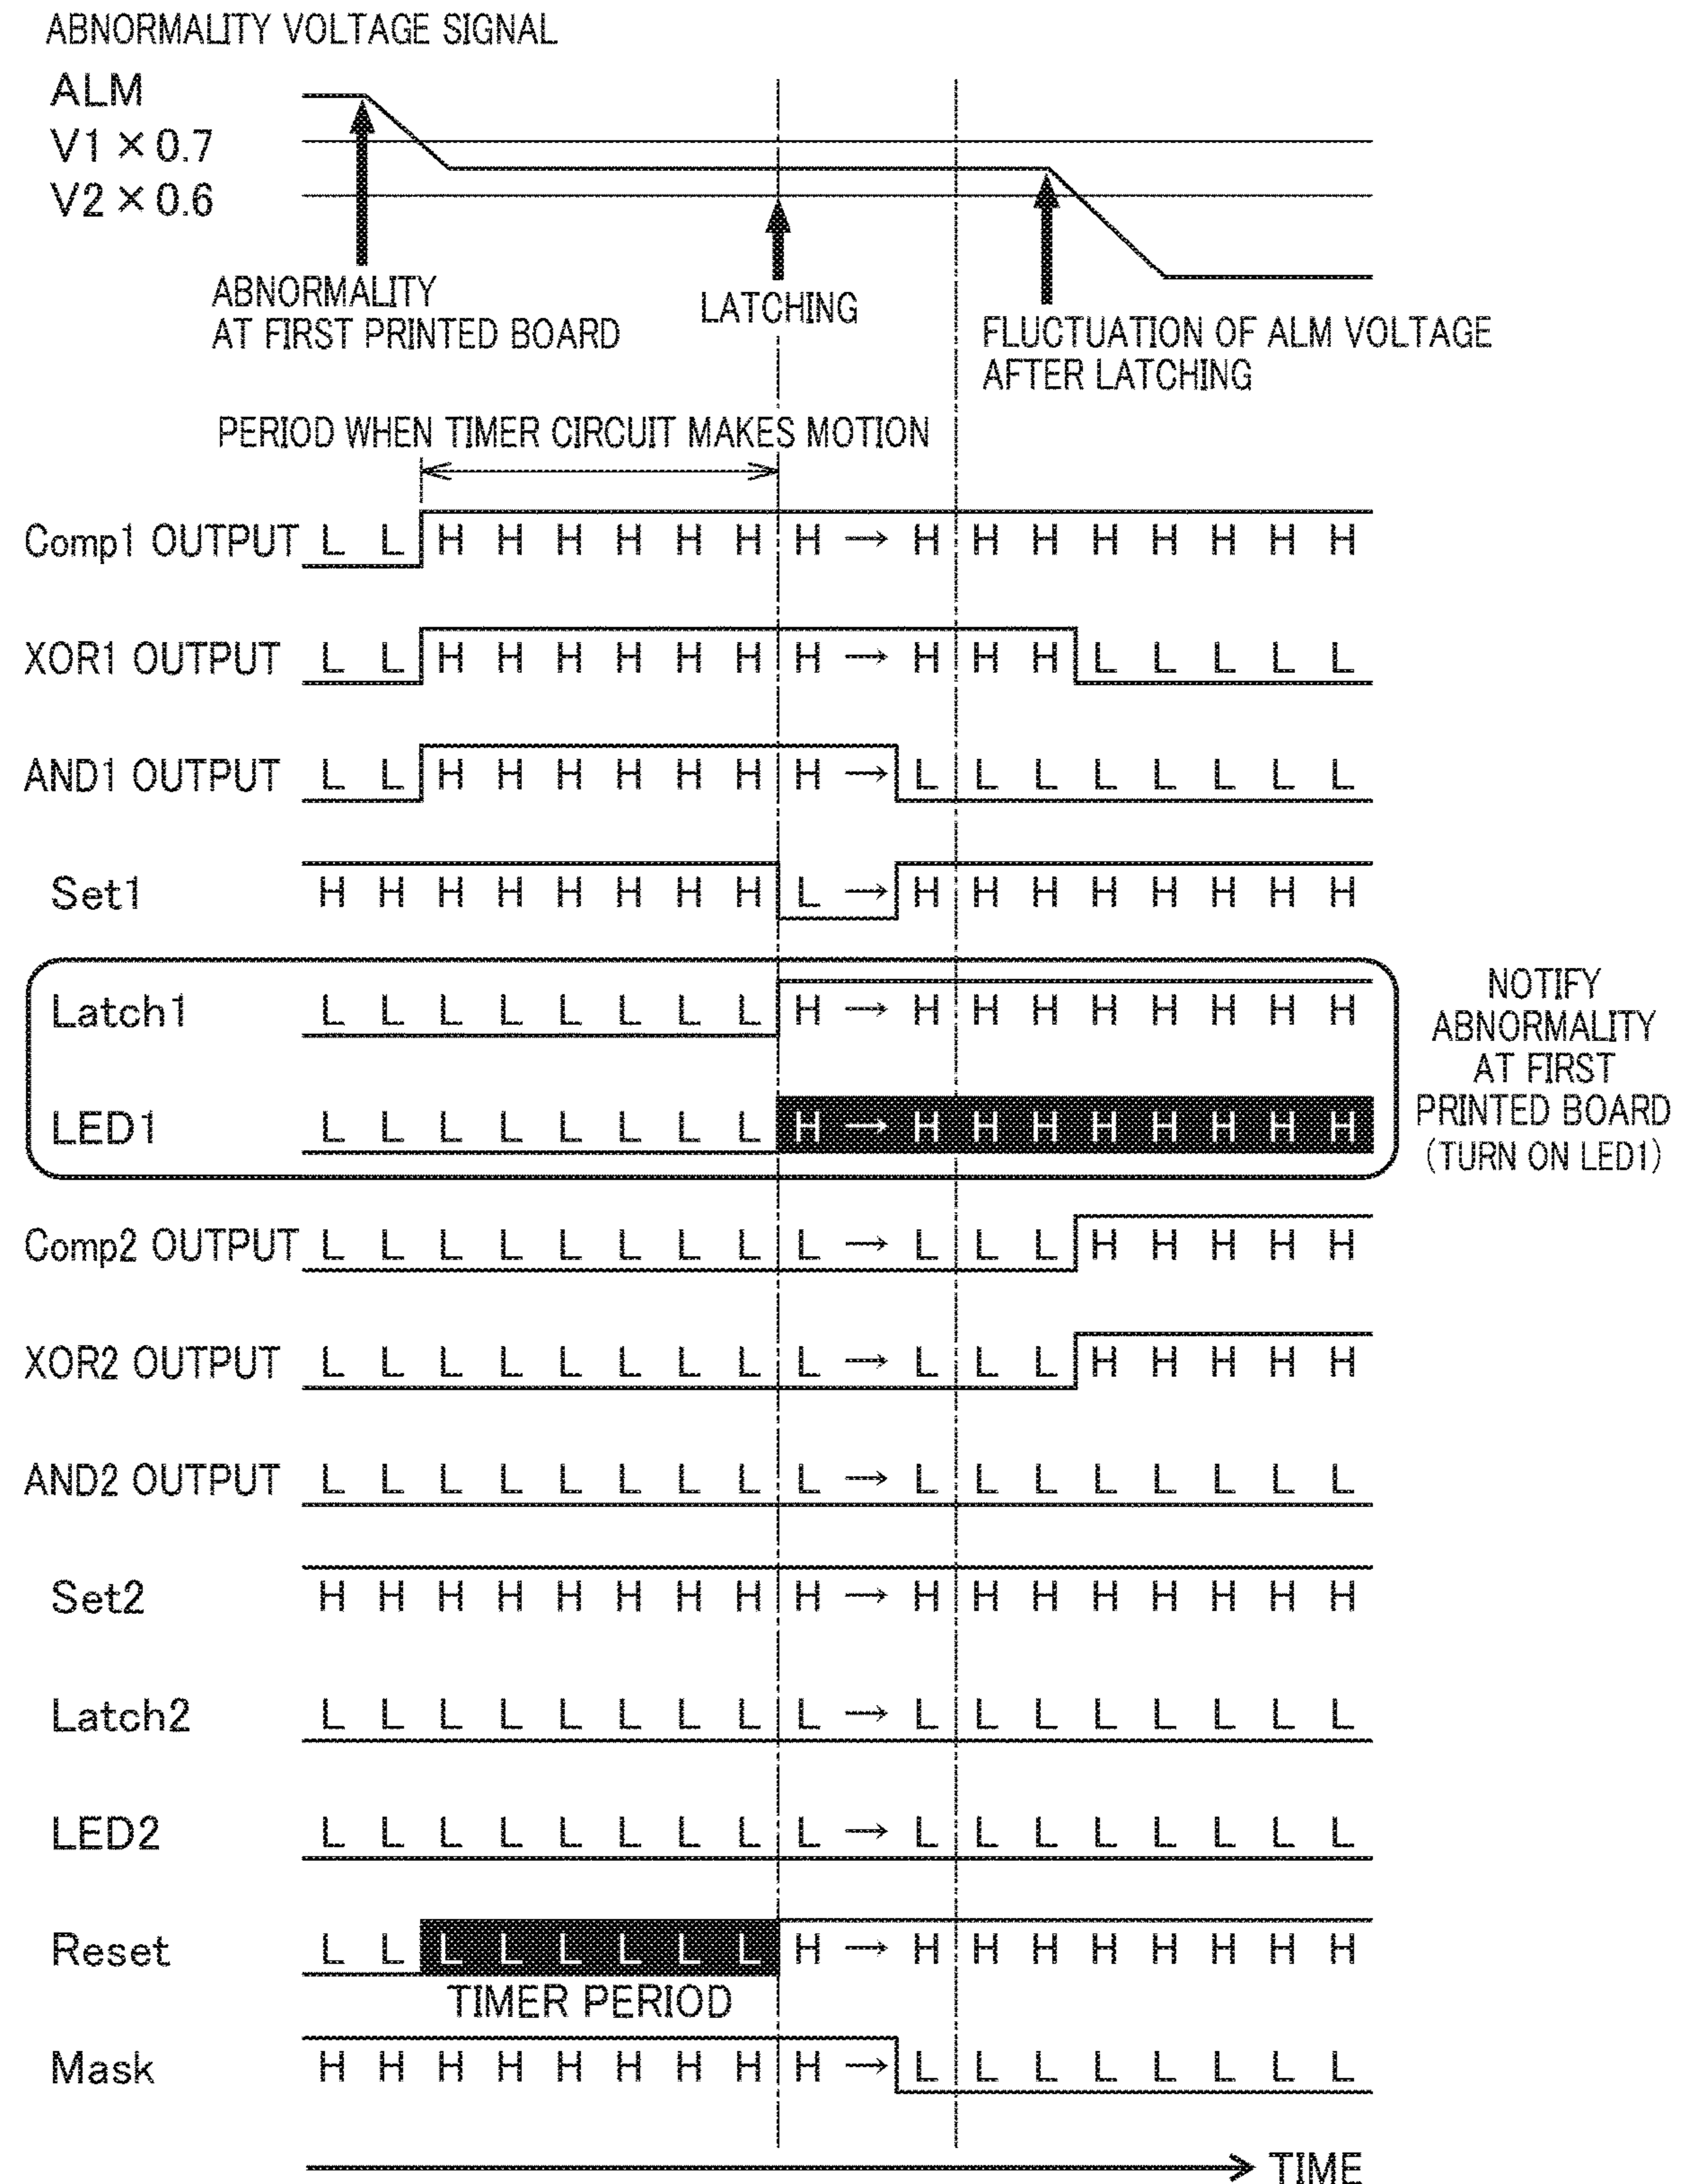 ABNORMALITY VOLTAGE SIGNAL
ALM
V1 × 0.7
V2 × 0.6
ABNORMALITY
AT FIRST PRINTED BOARD
LATCHING
FLUCTUATION OF ALM VOLTAGE
AFTER LATCHING
PERIOD WHEN TIMER CIRCUIT MAKES MOTION
Comp1 OUTPUT L L H H H H H H H → H H H H H H H H
XOR1 OUTPUT L L H H H H H H H → H H H L L L L L
AND1 OUTPUT L L H H H H H H H → L L L L L L L L
Set1 H H H H H H H H L → H H H H H H H H
Latch1 L L L L L L L L H → H H H H H H H H
LED1 L L L L L L L L H → H H H H H H H H
NOTIFY
ABNORMALITY
AT FIRST
PRINTED BOARD
(TURN ON LED1)
Comp2 OUTPUT L L L L L L L L L → L L L H H H H H
XOR2 OUTPUT L L L L L L L L L → L L L H H H H H
AND2 OUTPUT L L L L L L L L L → L L L L L L L L
Set2 H H H H H H H H H → H H H H H H H H
Latch2 L L L L L L L L L → L L L L L L L L
LED2 L L L L L L L L L → L L L L L L L L
Reset L L L L L L L L H → H H H H H H H H
TIMER PERIOD
Mask H H H H H H H H H → L L L L L L L L
TIME